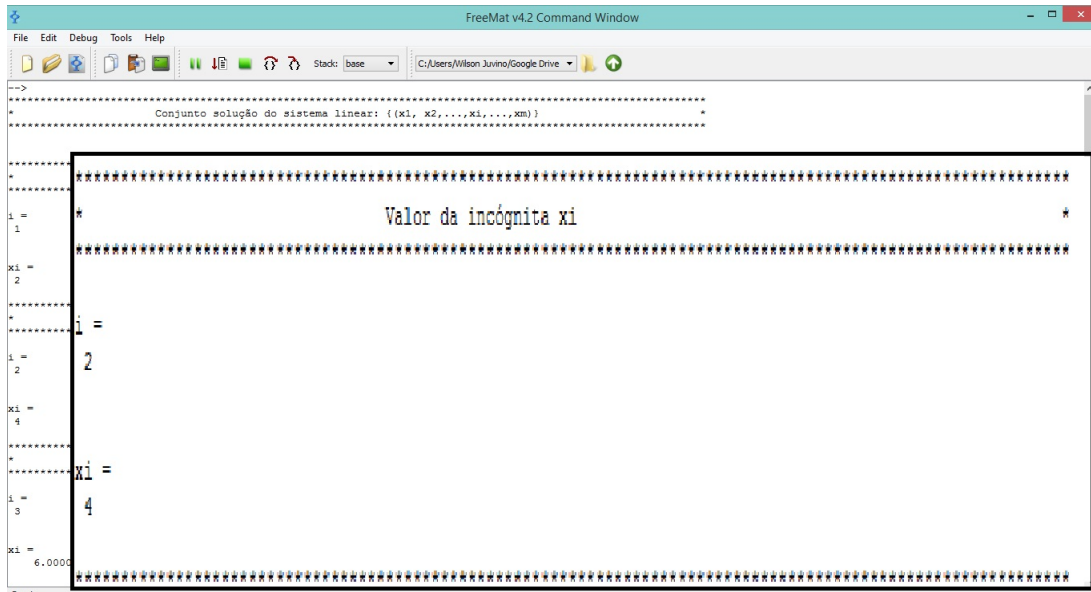 FreeMat v4.2 Command Window
File Edit Debug Tools Help
Stack: base C:/Users/Wilson Juvino/Google Drive
-->
****************************************************************************************************
* Conjunto solução do sistema linear: {(x1, x2,...,xi,...,xm)} *
****************************************************************************************************
**********
*
**********
i =
1
xi =
2
**********
*
**********
i =
2
xi =
4
**********
*
**********
i =
3
xi =
6.0000
****************************************************************************************************
* Valor da incógnita xi *
****************************************************************************************************
i =
2
xi =
4
****************************************************************************************************